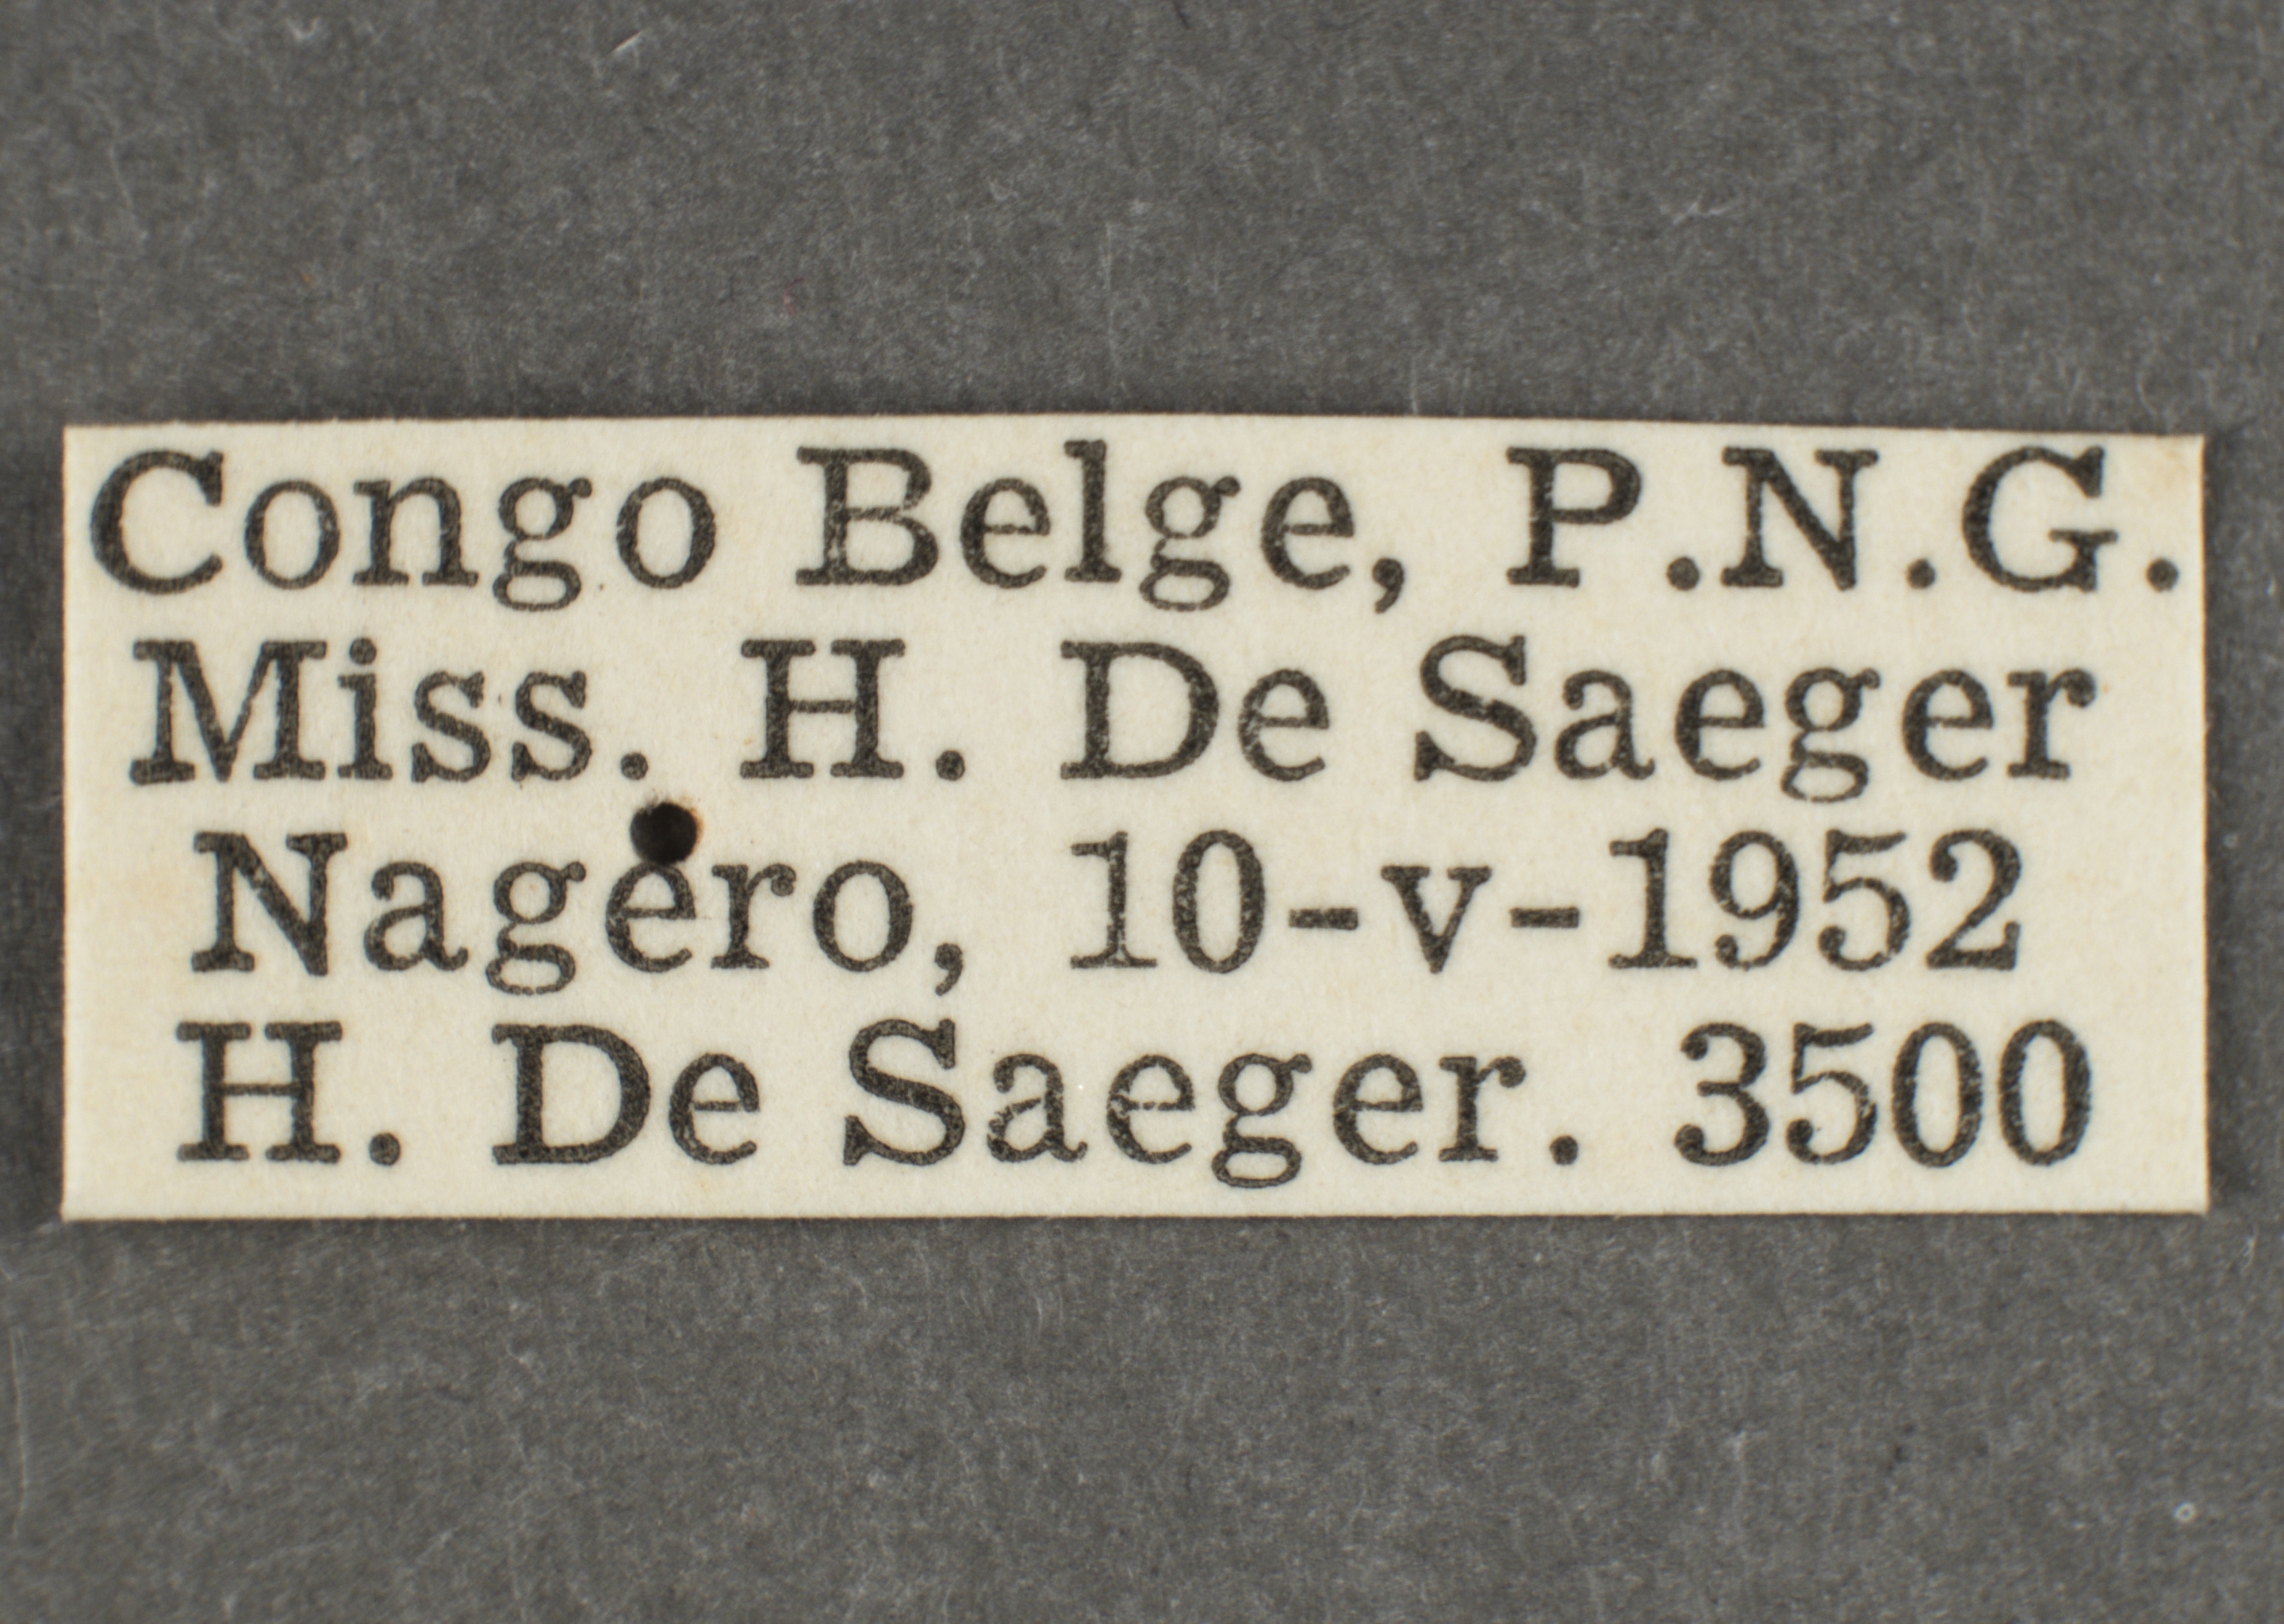 Congo Belge, P.N.G.
Miss. H. De Saeger
Nagero, 10-v-1952
H. De Saeger. 3500